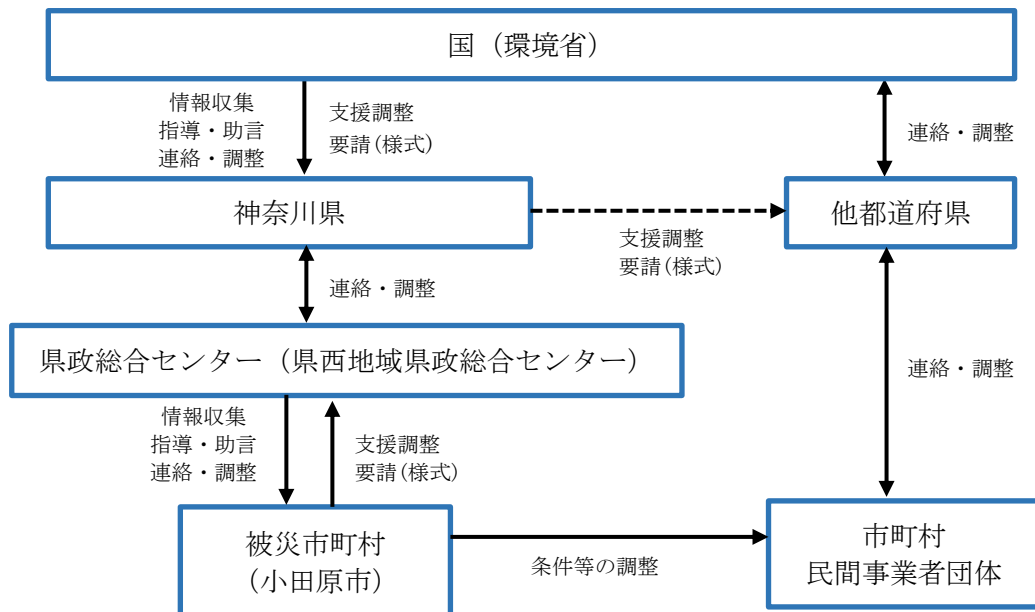 国（環境省）
情報収集
指導・助言
連絡・調整
支援調整
要請(様式)
連絡・調整
神奈川県
他都道府県
支援調整
要請(様式)
連絡・調整
県政総合センター（県西地域県政総合センター）
連絡・調整
情報収集
指導・助言
連絡・調整
支援調整
要請(様式)
被災市町村
（小田原市）
条件等の調整
市町村
民間事業者団体